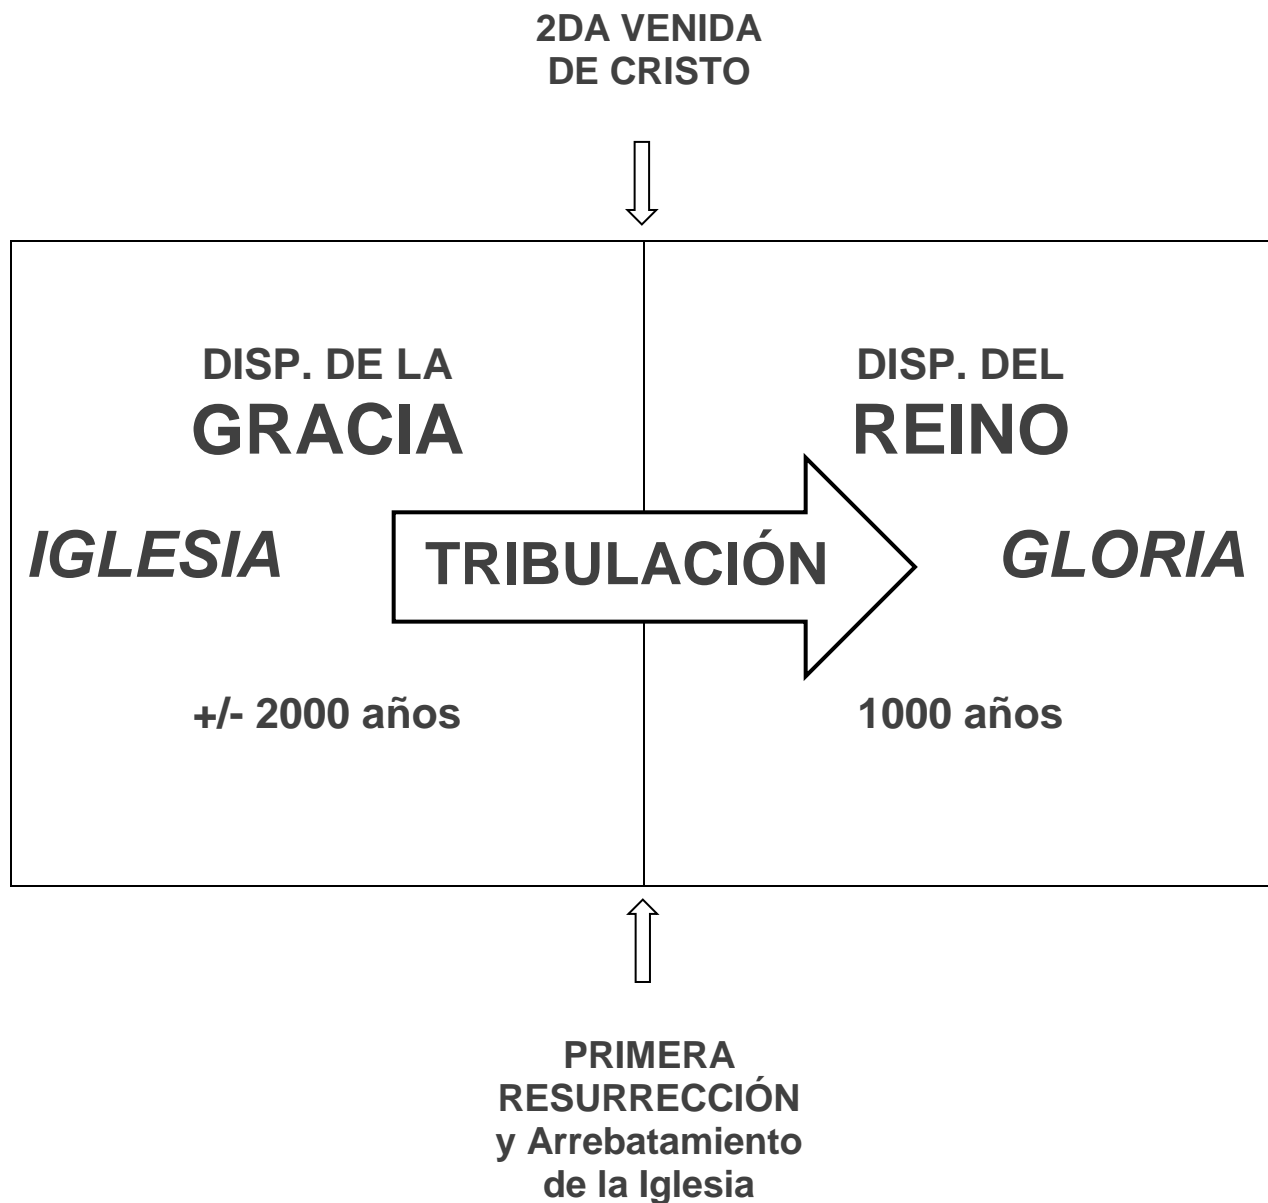 2DA VENIDA
DE CRISTO
DISP. DE LA
GRACIA
DISP. DEL
REINO
IGLESIA
TRIBULACIÓN
GLORIA
+/- 2000 años
1000 años
PRIMERA
RESURRECCIÓN
y Arrebatamiento
de la Iglesia